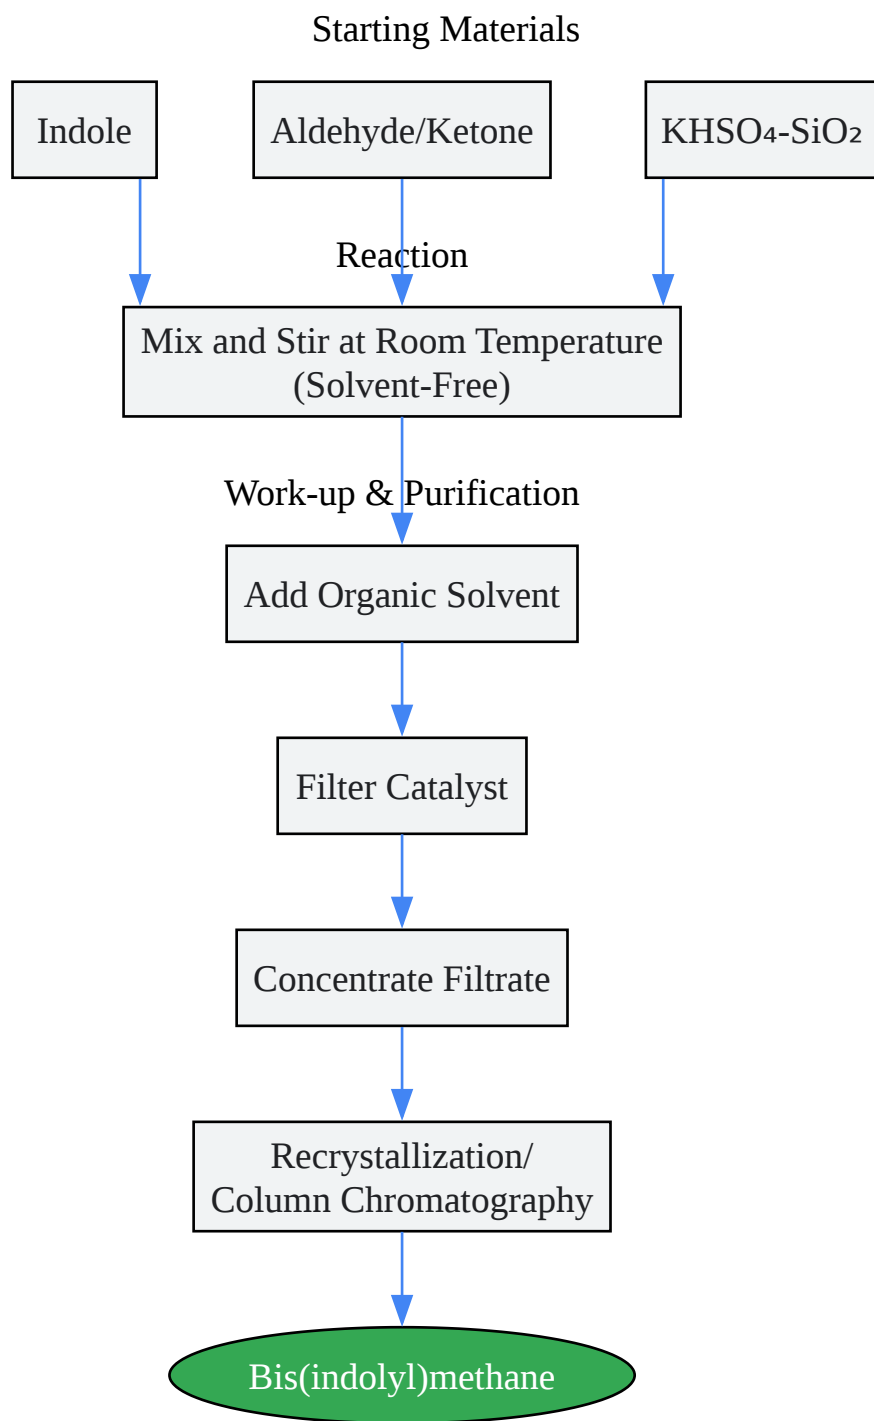 Starting Materials
Indole
Aldehyde/Ketone
KHSO₄-SiO₂
Reaction
Mix and Stir at Room Temperature
(Solvent-Free)
Work-up & Purification
Add Organic Solvent
Filter Catalyst
Concentrate Filtrate
Recrystallization/
Column Chromatography
Bis(indolyl)methane